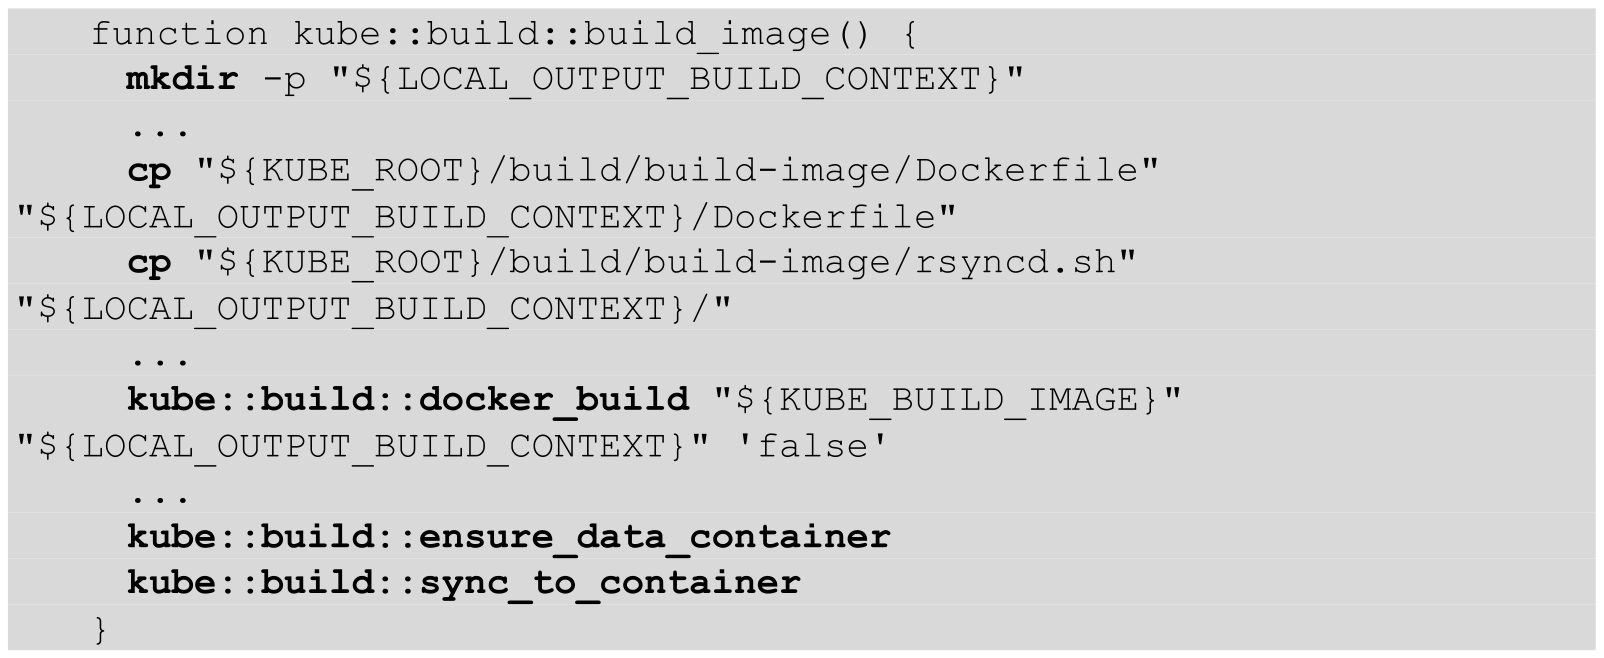 function kube::build::build_image() {
mkdir -p "${LOCAL_OUTPUT_BUILD_CONTEXT}"
...
cp "${KUBE_ROOT}/build/build-image/Dockerfile"
"${LOCAL_OUTPUT_BUILD_CONTEXT}/Dockerfile"
cp "${KUBE_ROOT}/build/build-image/rsyncd.sh"
"${LOCAL_OUTPUT_BUILD_CONTEXT}/"
...
kube::build::docker_build "${KUBE_BUILD_IMAGE}"
"${LOCAL_OUTPUT_BUILD_CONTEXT}" 'false'
...
kube::build::ensure_data_container
kube::build::sync_to_container
}